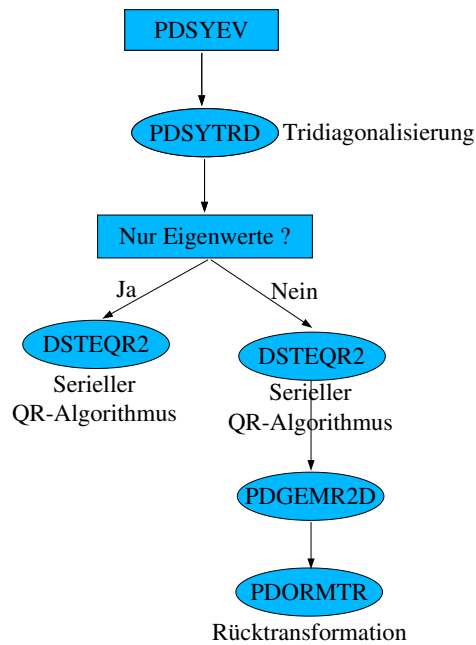 PDSYEV
PDSYTRD Tridiagonalisierung
Nur Eigenwerte ?
Ja
Nein
DSTEQR2
Serieller
QR-Algorithmus
DSTEQR2
Serieller
QR-Algorithmus
PDGEMR2D
PDORMTR
Rücktransformation